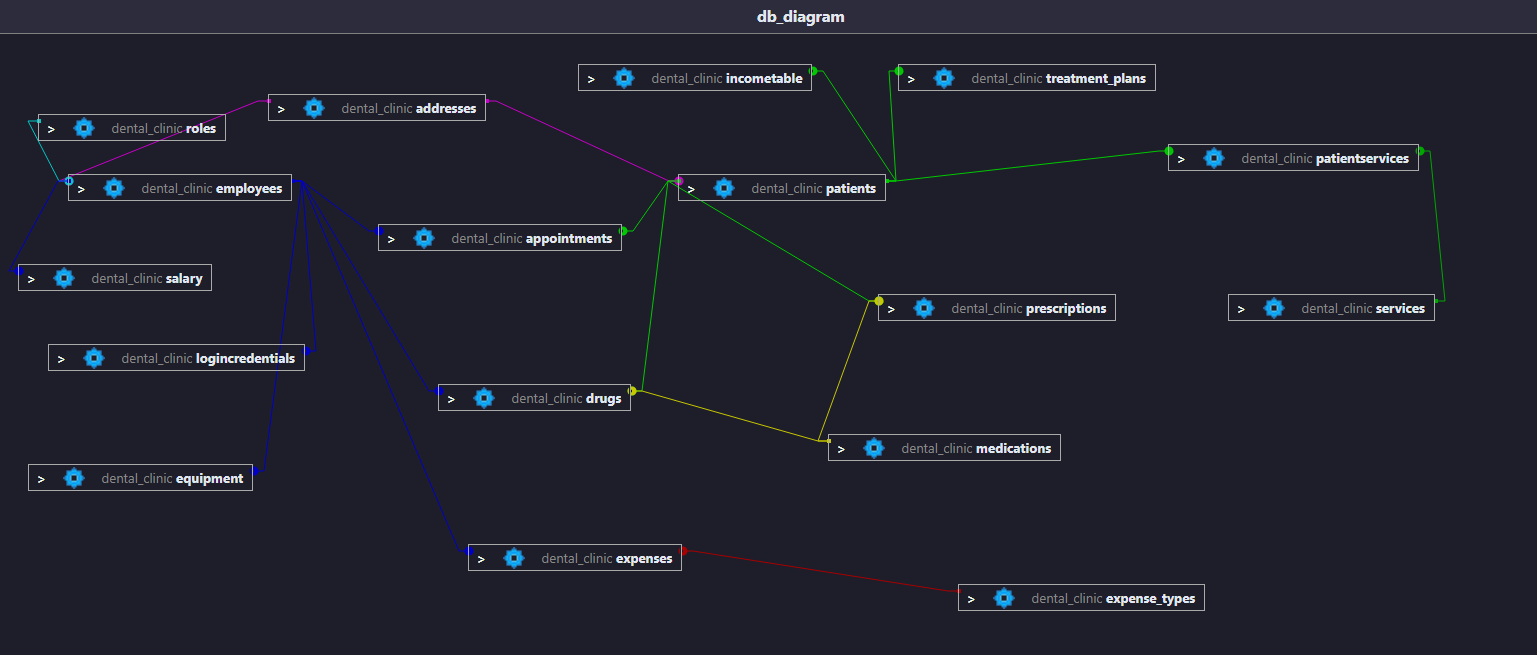 db_diagram
> dental_clinic incometable
> dental_clinic treatment_plans
> dental_clinic addresses
> dental_clinic roles
> dental_clinic patientservices
> dental_clinic employees
> dental_clinic patients
> dental_clinic appointments
> dental_clinic salary
> dental_clinic prescriptions
> dental_clinic services
> dental_clinic logincredentials
> dental_clinic drugs
> dental_clinic medications
> dental_clinic equipment
> dental_clinic expenses
> dental_clinic expense_types